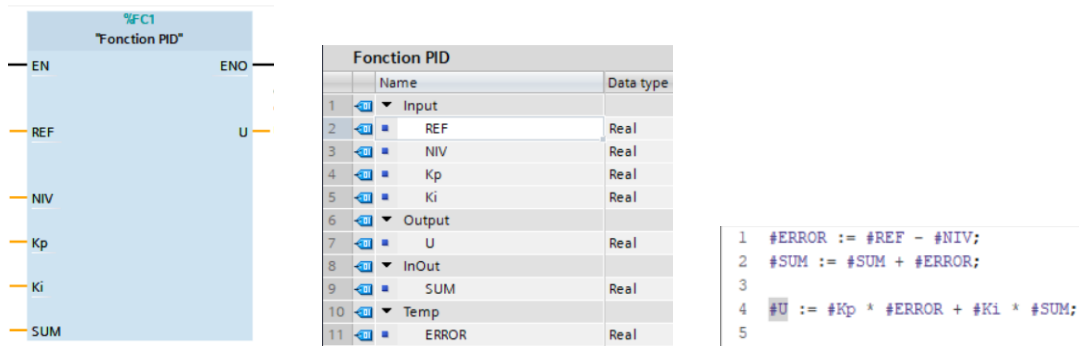 %FC1
"Fonction PID"
EN ENO
REF U
NIV
Kp
Ki
SUM
Fonction PID
Name Data type
1 Input
2 REF Real
3 NIV Real
4 Kp Real
5 Ki Real
6 Output
7 U Real
8 InOut
9 SUM Real
10 Temp
11 ERROR Real
1 #ERROR := #REF - #NIV;
2 #SUM := #SUM + #ERROR;
3
4 #U := #Kp * #ERROR + #Ki * #SUM;
5